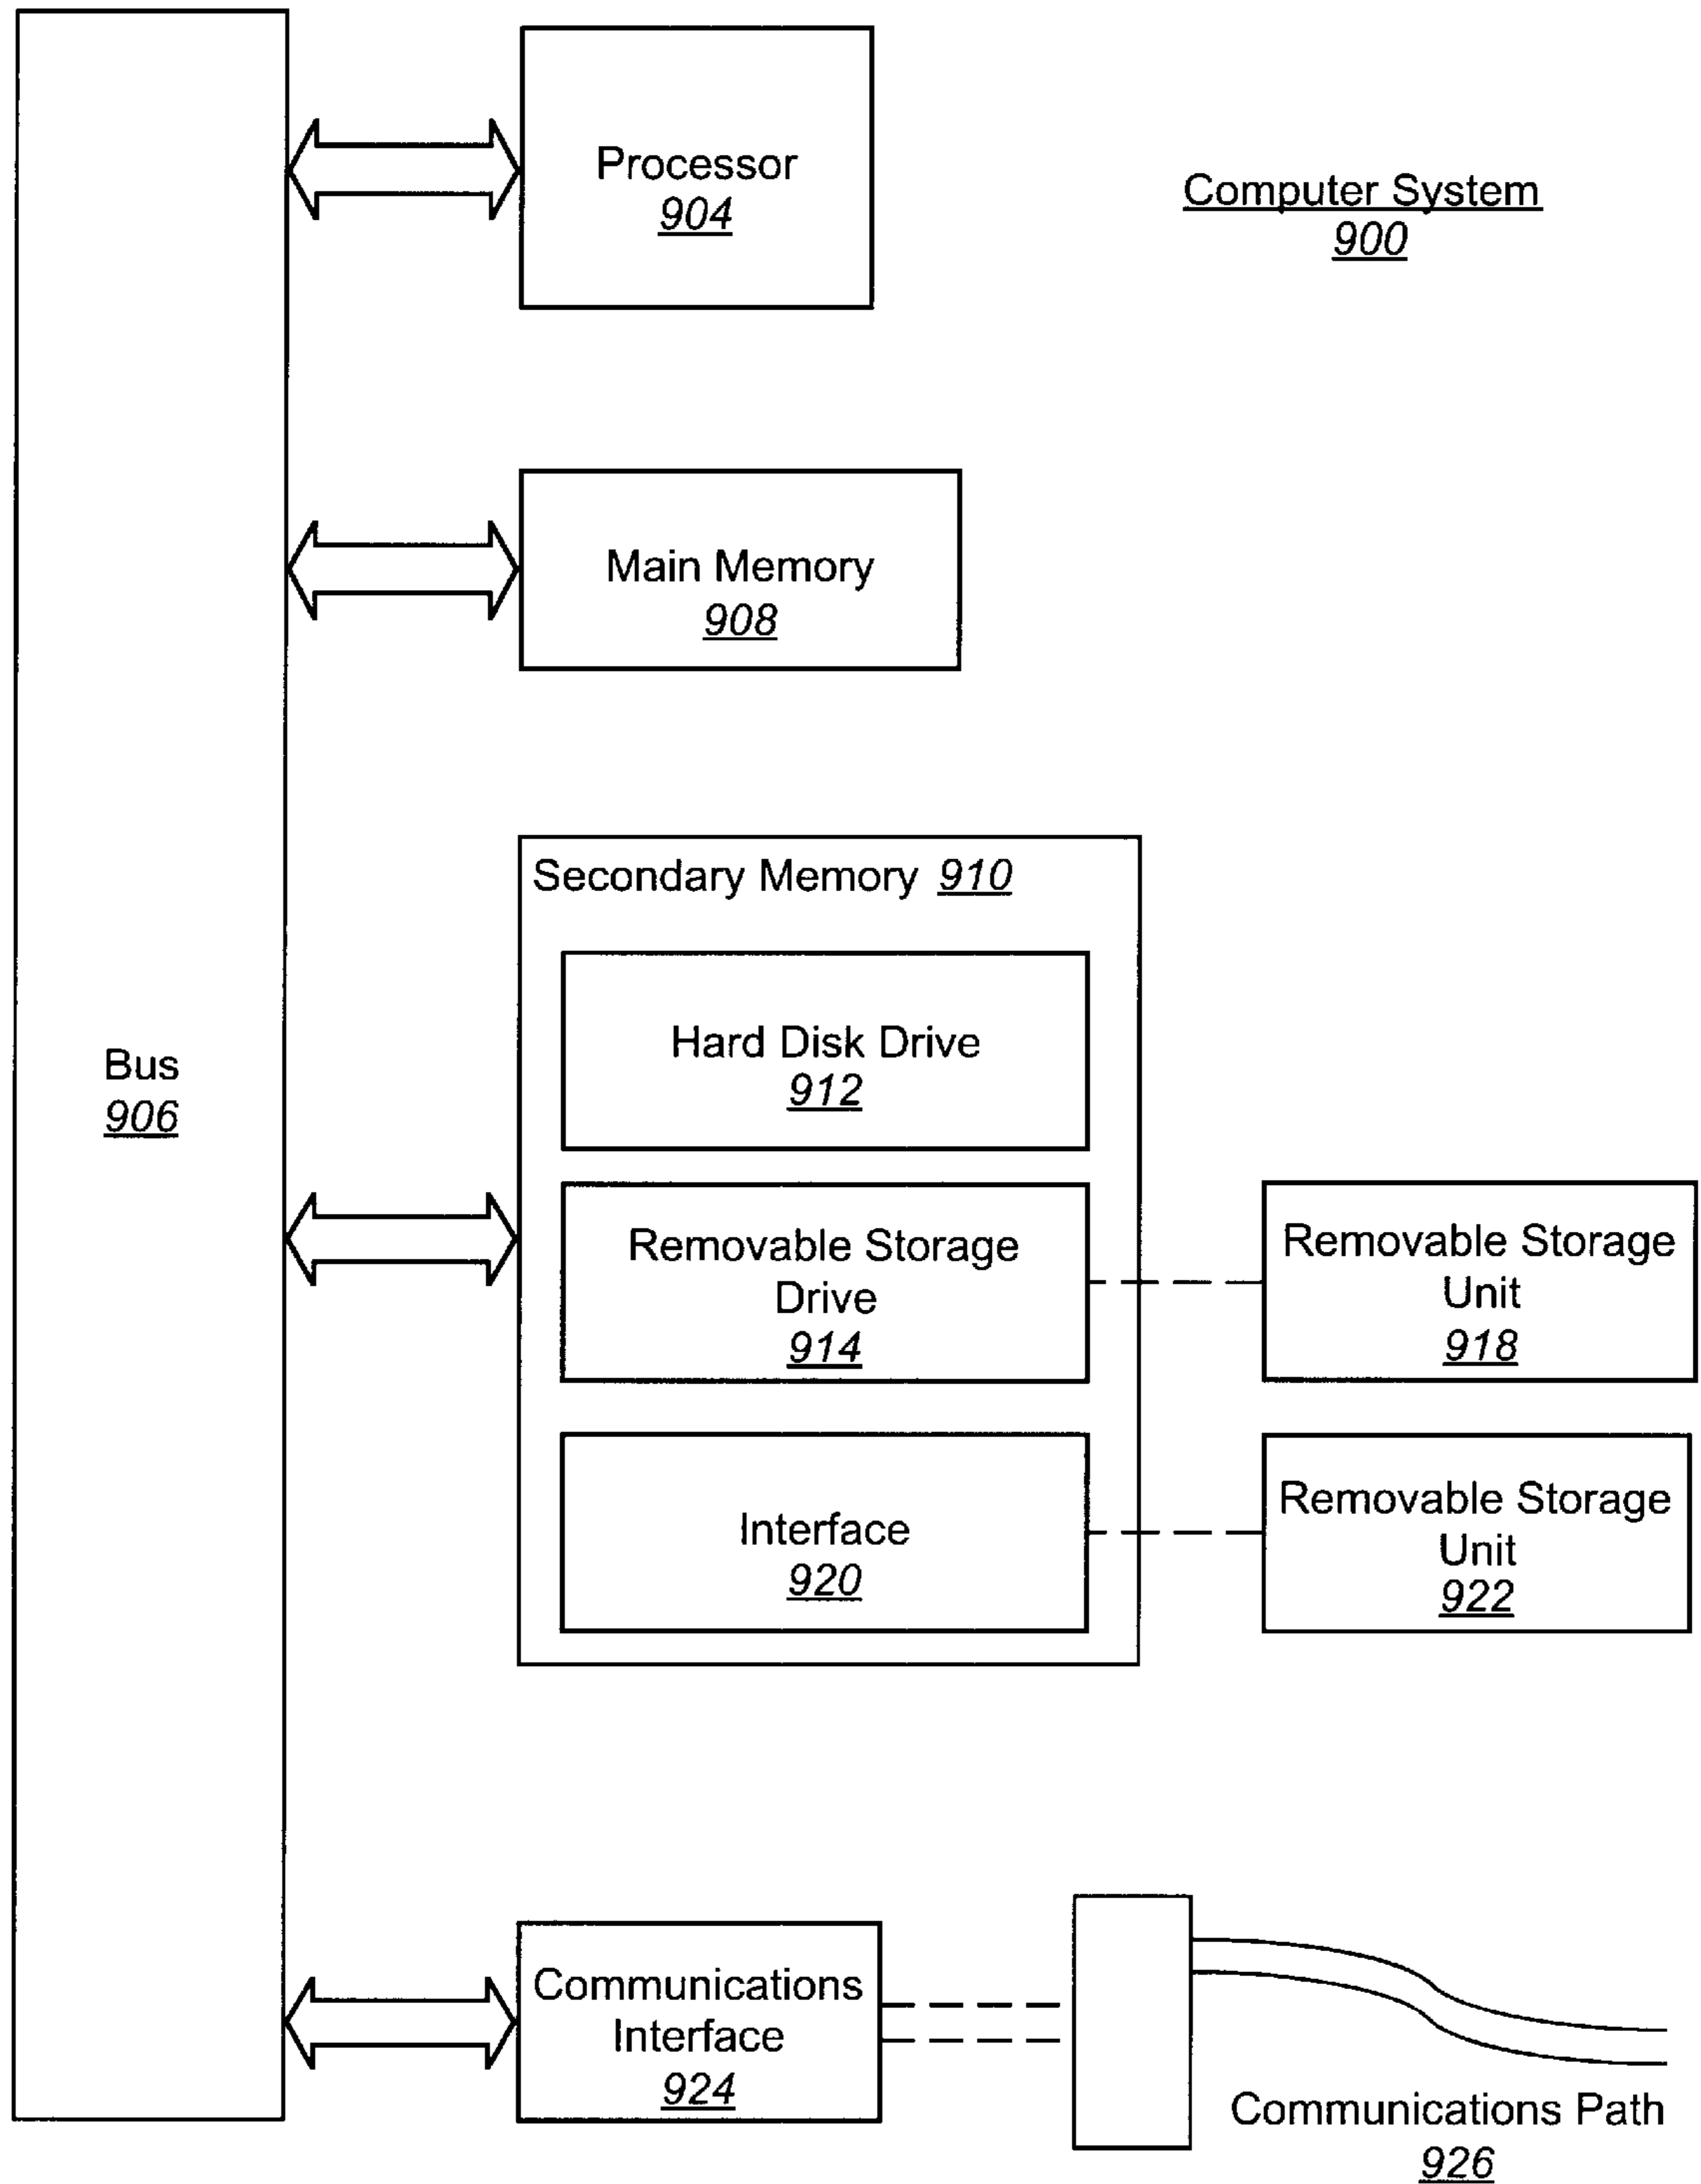 Processor
904
Computer System
900
Main Memory
908
Secondary Memory 910
Hard Disk Drive
912
Bus
906
Removable Storage
Drive
914
Removable Storage
Unit
918
Interface
920
Removable Storage
Unit
922
Communications
Interface
924
Communications Path
926